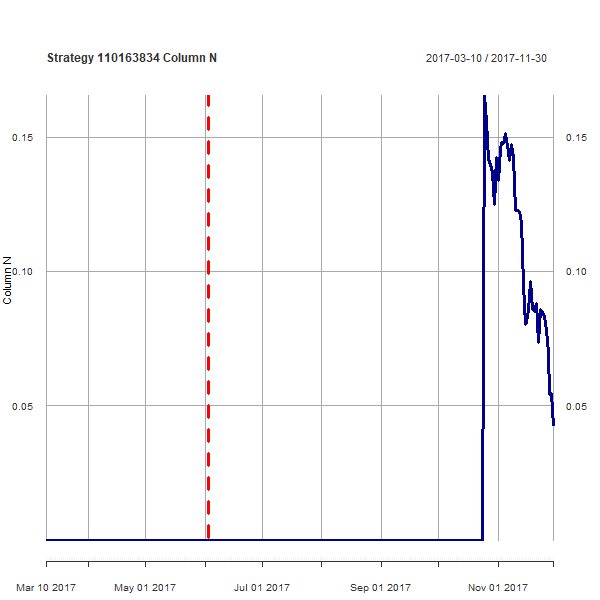 Strategy 110163834 Column N
2017-03-10 / 2017-11-30
0.15
0.15
0.10
0.10
Column N
0.05
0.05
Mar 10 2017
May 01 2017
Jul 01 2017
Sep 01 2017
Nov 01 2017